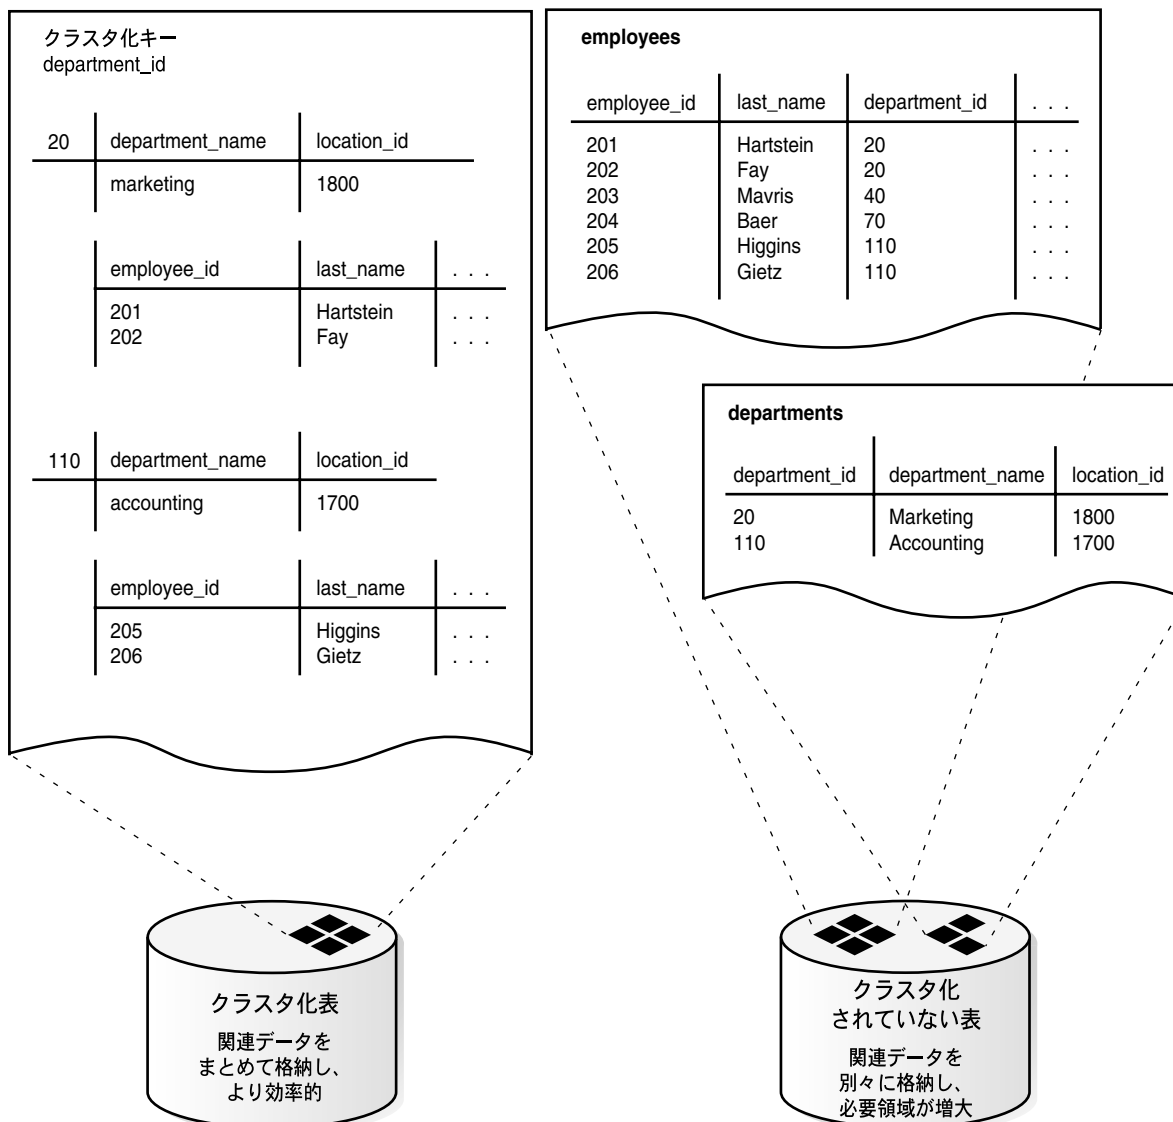 クラスタ化キー
department_id
20 department_name location_id
marketing 1800
employee_id last_name . . .
201 Hartstein . . .
202 Fay . . .
110 department_name location_id
accounting 1700
employee_id last_name . . .
205 Higgins . . .
206 Gietz . . .
employees
employee_id last_name department_id . . .
201 Hartstein 20 . . .
202 Fay 20 . . .
203 Mavris 40 . . .
204 Baer 70 . . .
205 Higgins 110 . . .
206 Gietz 110 . . .
departments
department_id department_name location_id
20 Marketing 1800
110 Accounting 1700
クラスタ化表
関連データを
まとめて格納し、
より効率的
クラスタ化
されていない表
関連データを
別々に格納し、
必要領域が増大